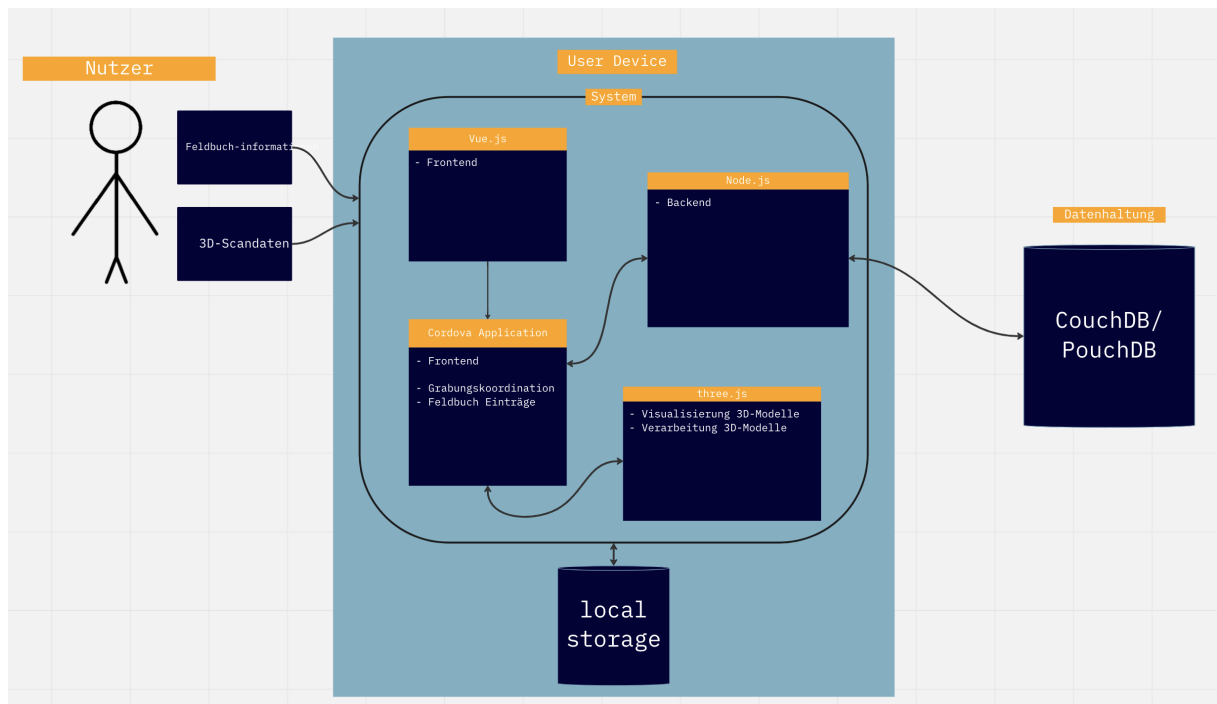 Nutzer
Feldbuch-informati
3D-Scandaten
User Device
System
Vue.js
- Frontend
Node.js
- Backend
Cordova Application
- Frontend
- Grabungskoordination
- Feldbuch Einträge
three.js
- Visualisierung 3D-Modelle
- Verarbeitung 3D-Modelle
local
storage
Datenhaltung
CouchDB/
PouchDB